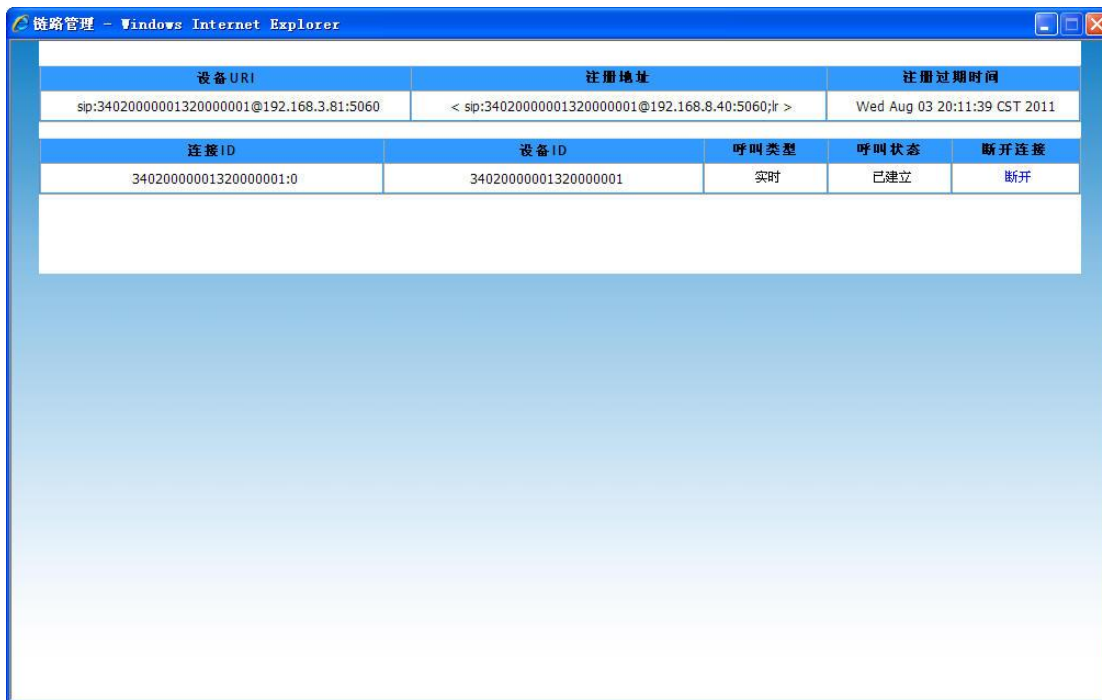 链路管理 - Windows Internet Explorer
设备URI 注册地址 注册过期时间
sip:34020000001320000001@192.168.3.81:5060 < sip:34020000001320000001@192.168.8.40:5060;lr > Wed Aug 03 20:11:39 CST 2011
连接ID 设备ID 呼叫类型 呼叫状态 断开连接
34020000001320000001:0 34020000001320000001 实时 已建立 断开